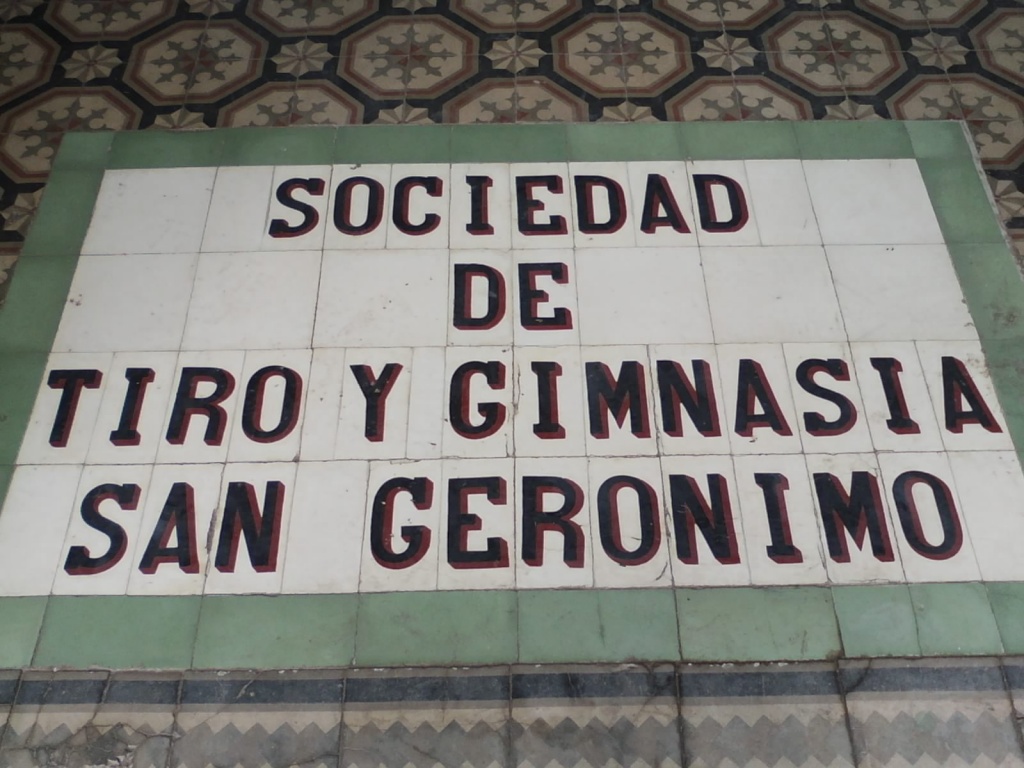 SOCIEDAD
DE
TIRO Y GIMNASIA
SAN GERONIMO